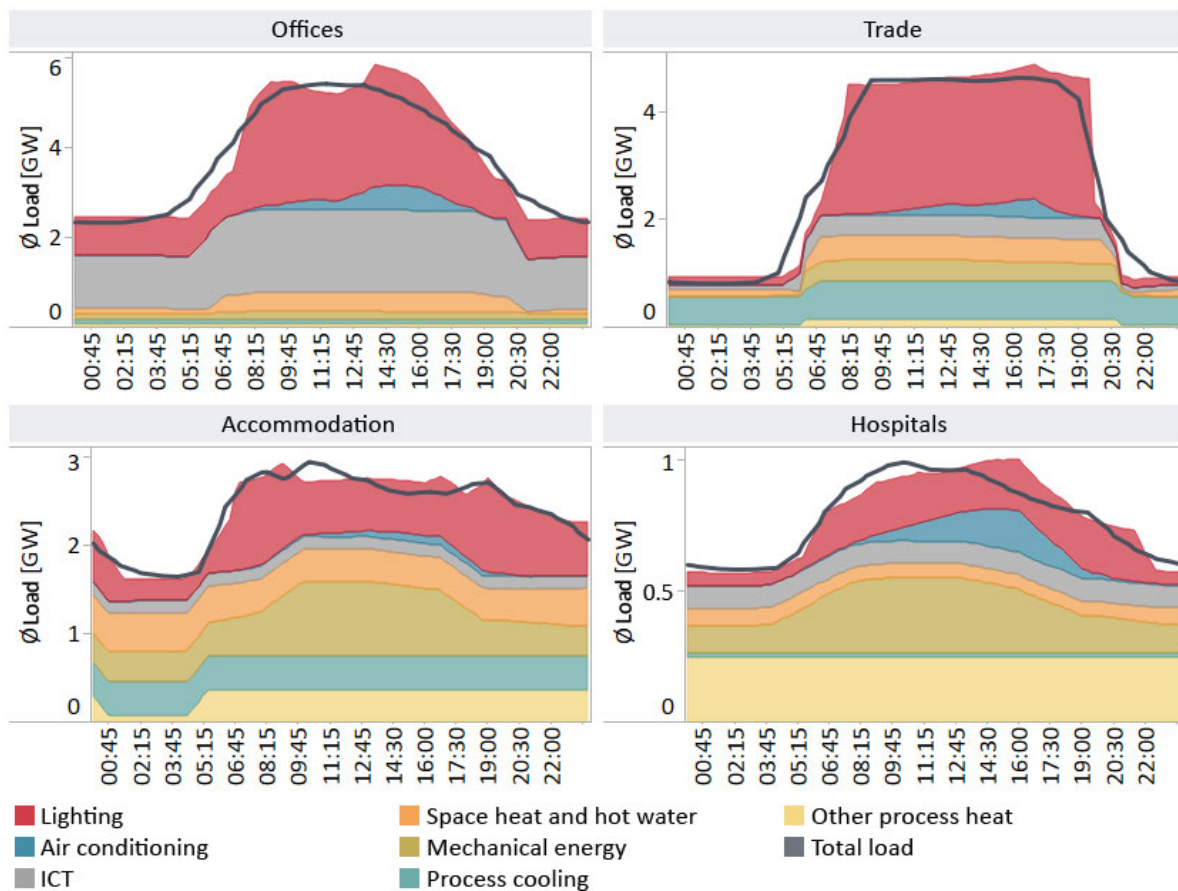 Offices
Trade
Ø Load [GW]
6
4
2
0
00:45 02:15 03:45 05:15 06:45 08:15 09:45 11:15 12:45 14:30 16:00 17:30 19:00 20:30 22:00
Ø Load [GW]
4
2
0
00:45 02:15 03:45 05:15 06:45 08:15 09:45 11:15 12:45 14:30 16:00 17:30 19:00 20:30 22:00
Accommodation
Hospitals
Ø Load [GW]
3
2
1
0
00:45 02:15 03:45 05:15 06:45 08:15 09:45 11:15 12:45 14:30 16:00 17:30 19:00 20:30 22:00
Ø Load [GW]
1
0.5
0
00:45 02:15 03:45 05:15 06:45 08:15 09:45 11:15 12:45 14:30 16:00 17:30 19:00 20:30 22:00
Lighting
Air conditioning
ICT
Space heat and hot water
Mechanical energy
Process cooling
Other process heat
Total load